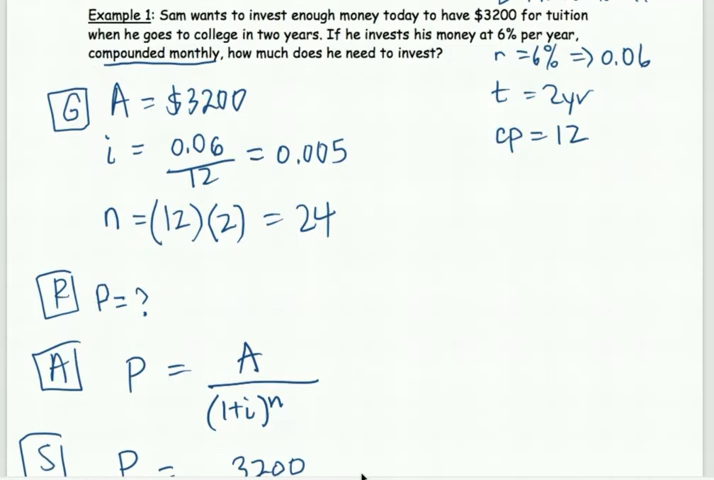 Example 1: Sam wants to invest enough money today to have $3200 for tuition
when he goes to college in two years. If he invests his money at 6% per year,
compounded monthly, how much does he need to invest?
r = 6% => 0.06
G A = $3200
t = 2yr
i = 0.06/12 = 0.005
cp = 12
n = (12)(2) = 24
R P = ?
A P = A/(1+i)^n
S P = 3200